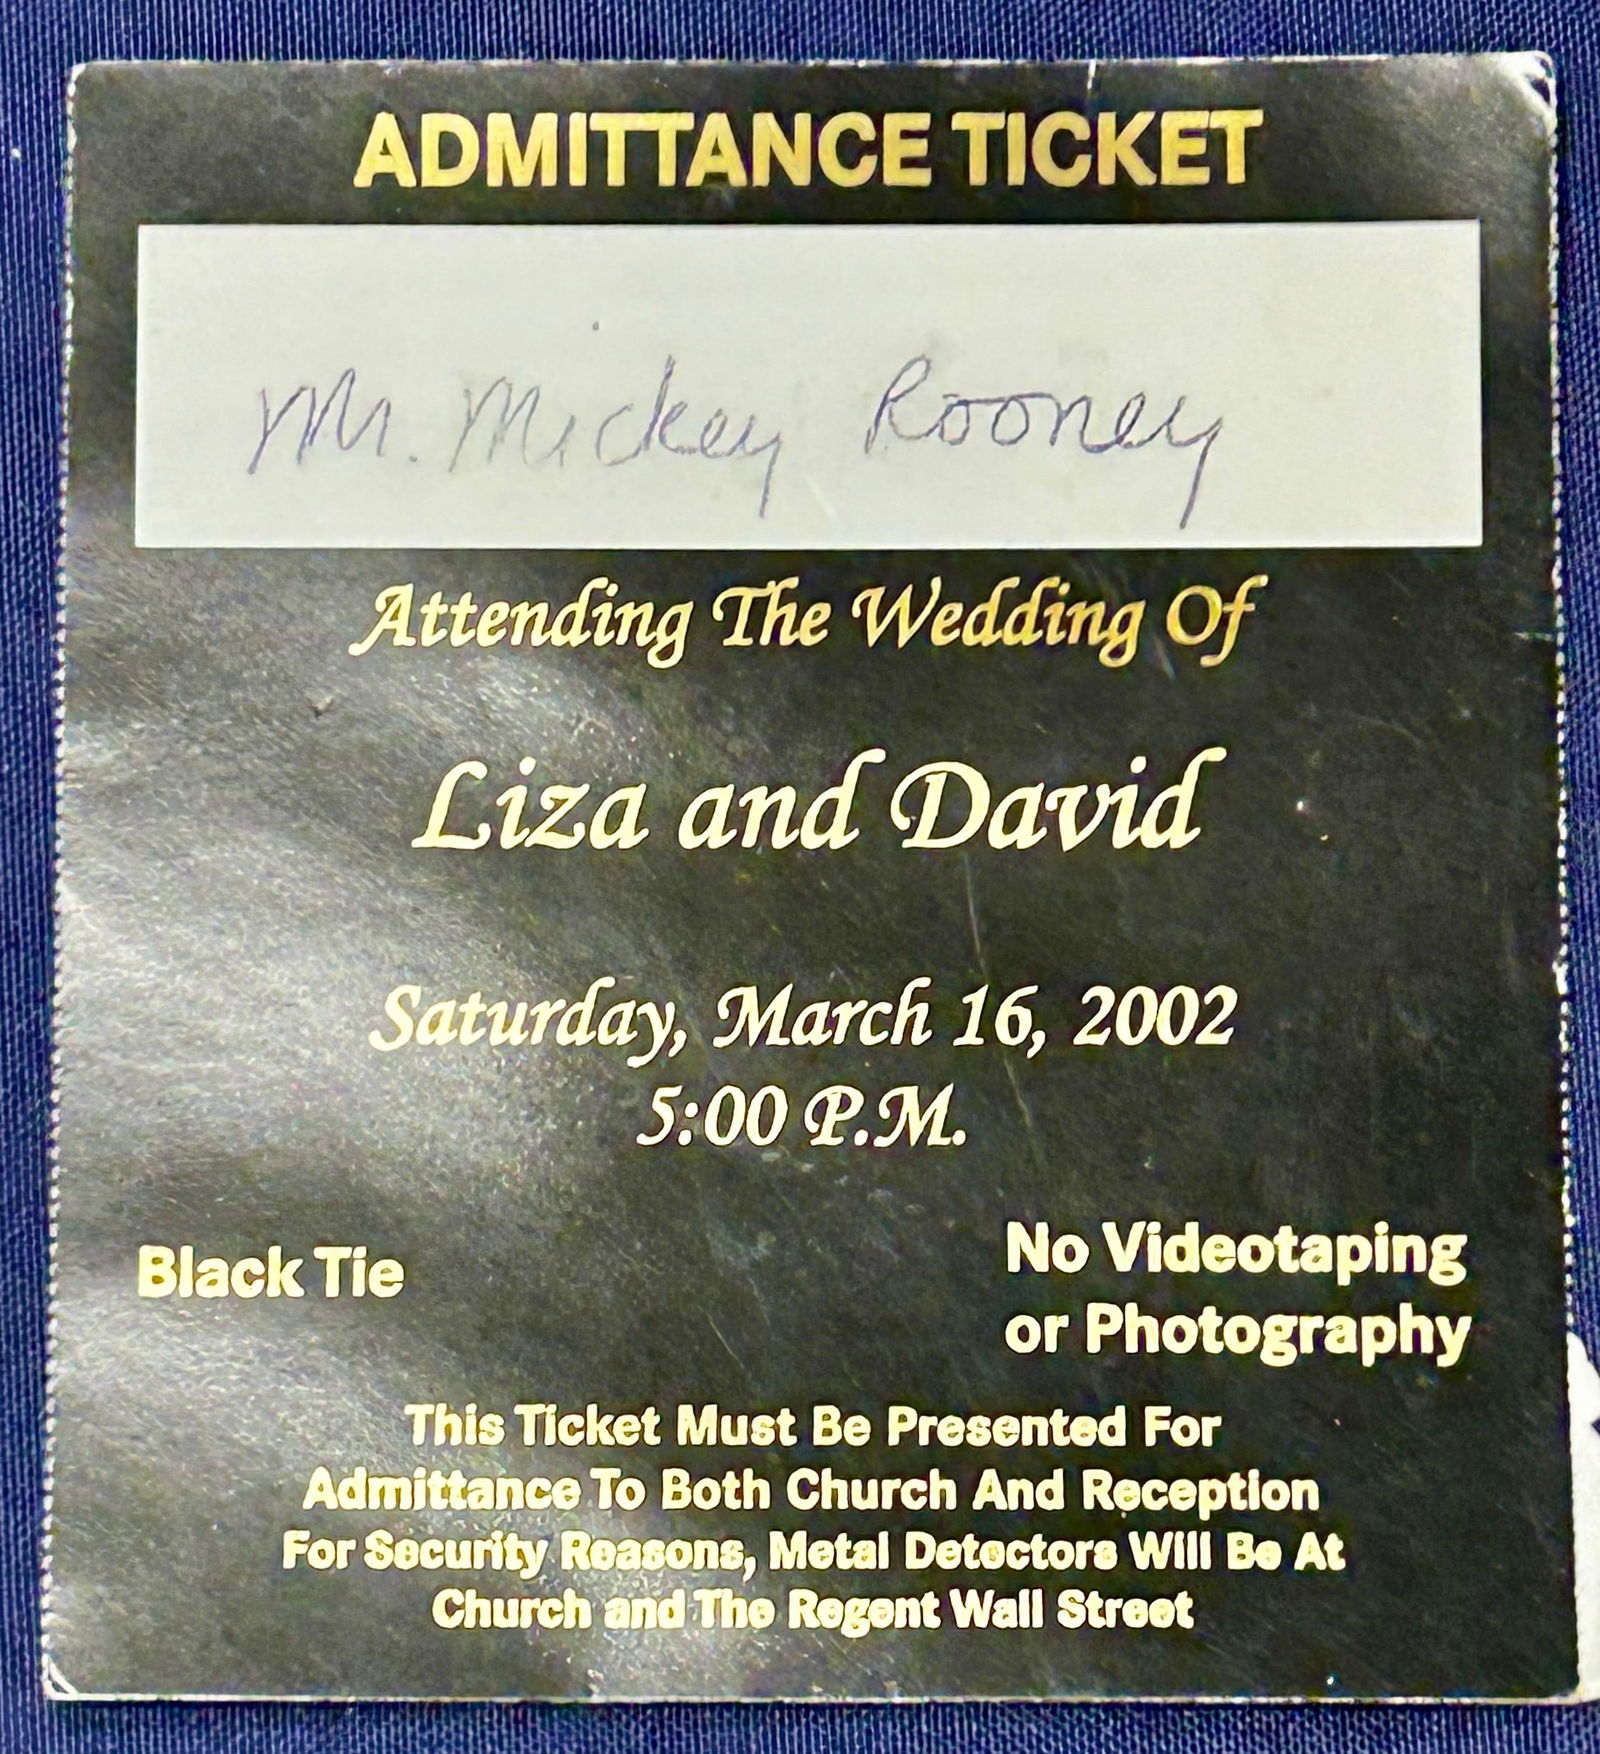 ADMITTANCE TICKET
Mr. Mickey Rooney
Attending The Wedding Of
Liza and David
Saturday, March 16, 2002
5:00 P.M.
Black Tie
No Videotaping
or Photography
This Ticket Must Be Presented For
Admittance To Both Church And Reception
For Security Reasons, Metal Detectors Will Be At
Church and The Regent Wall Street